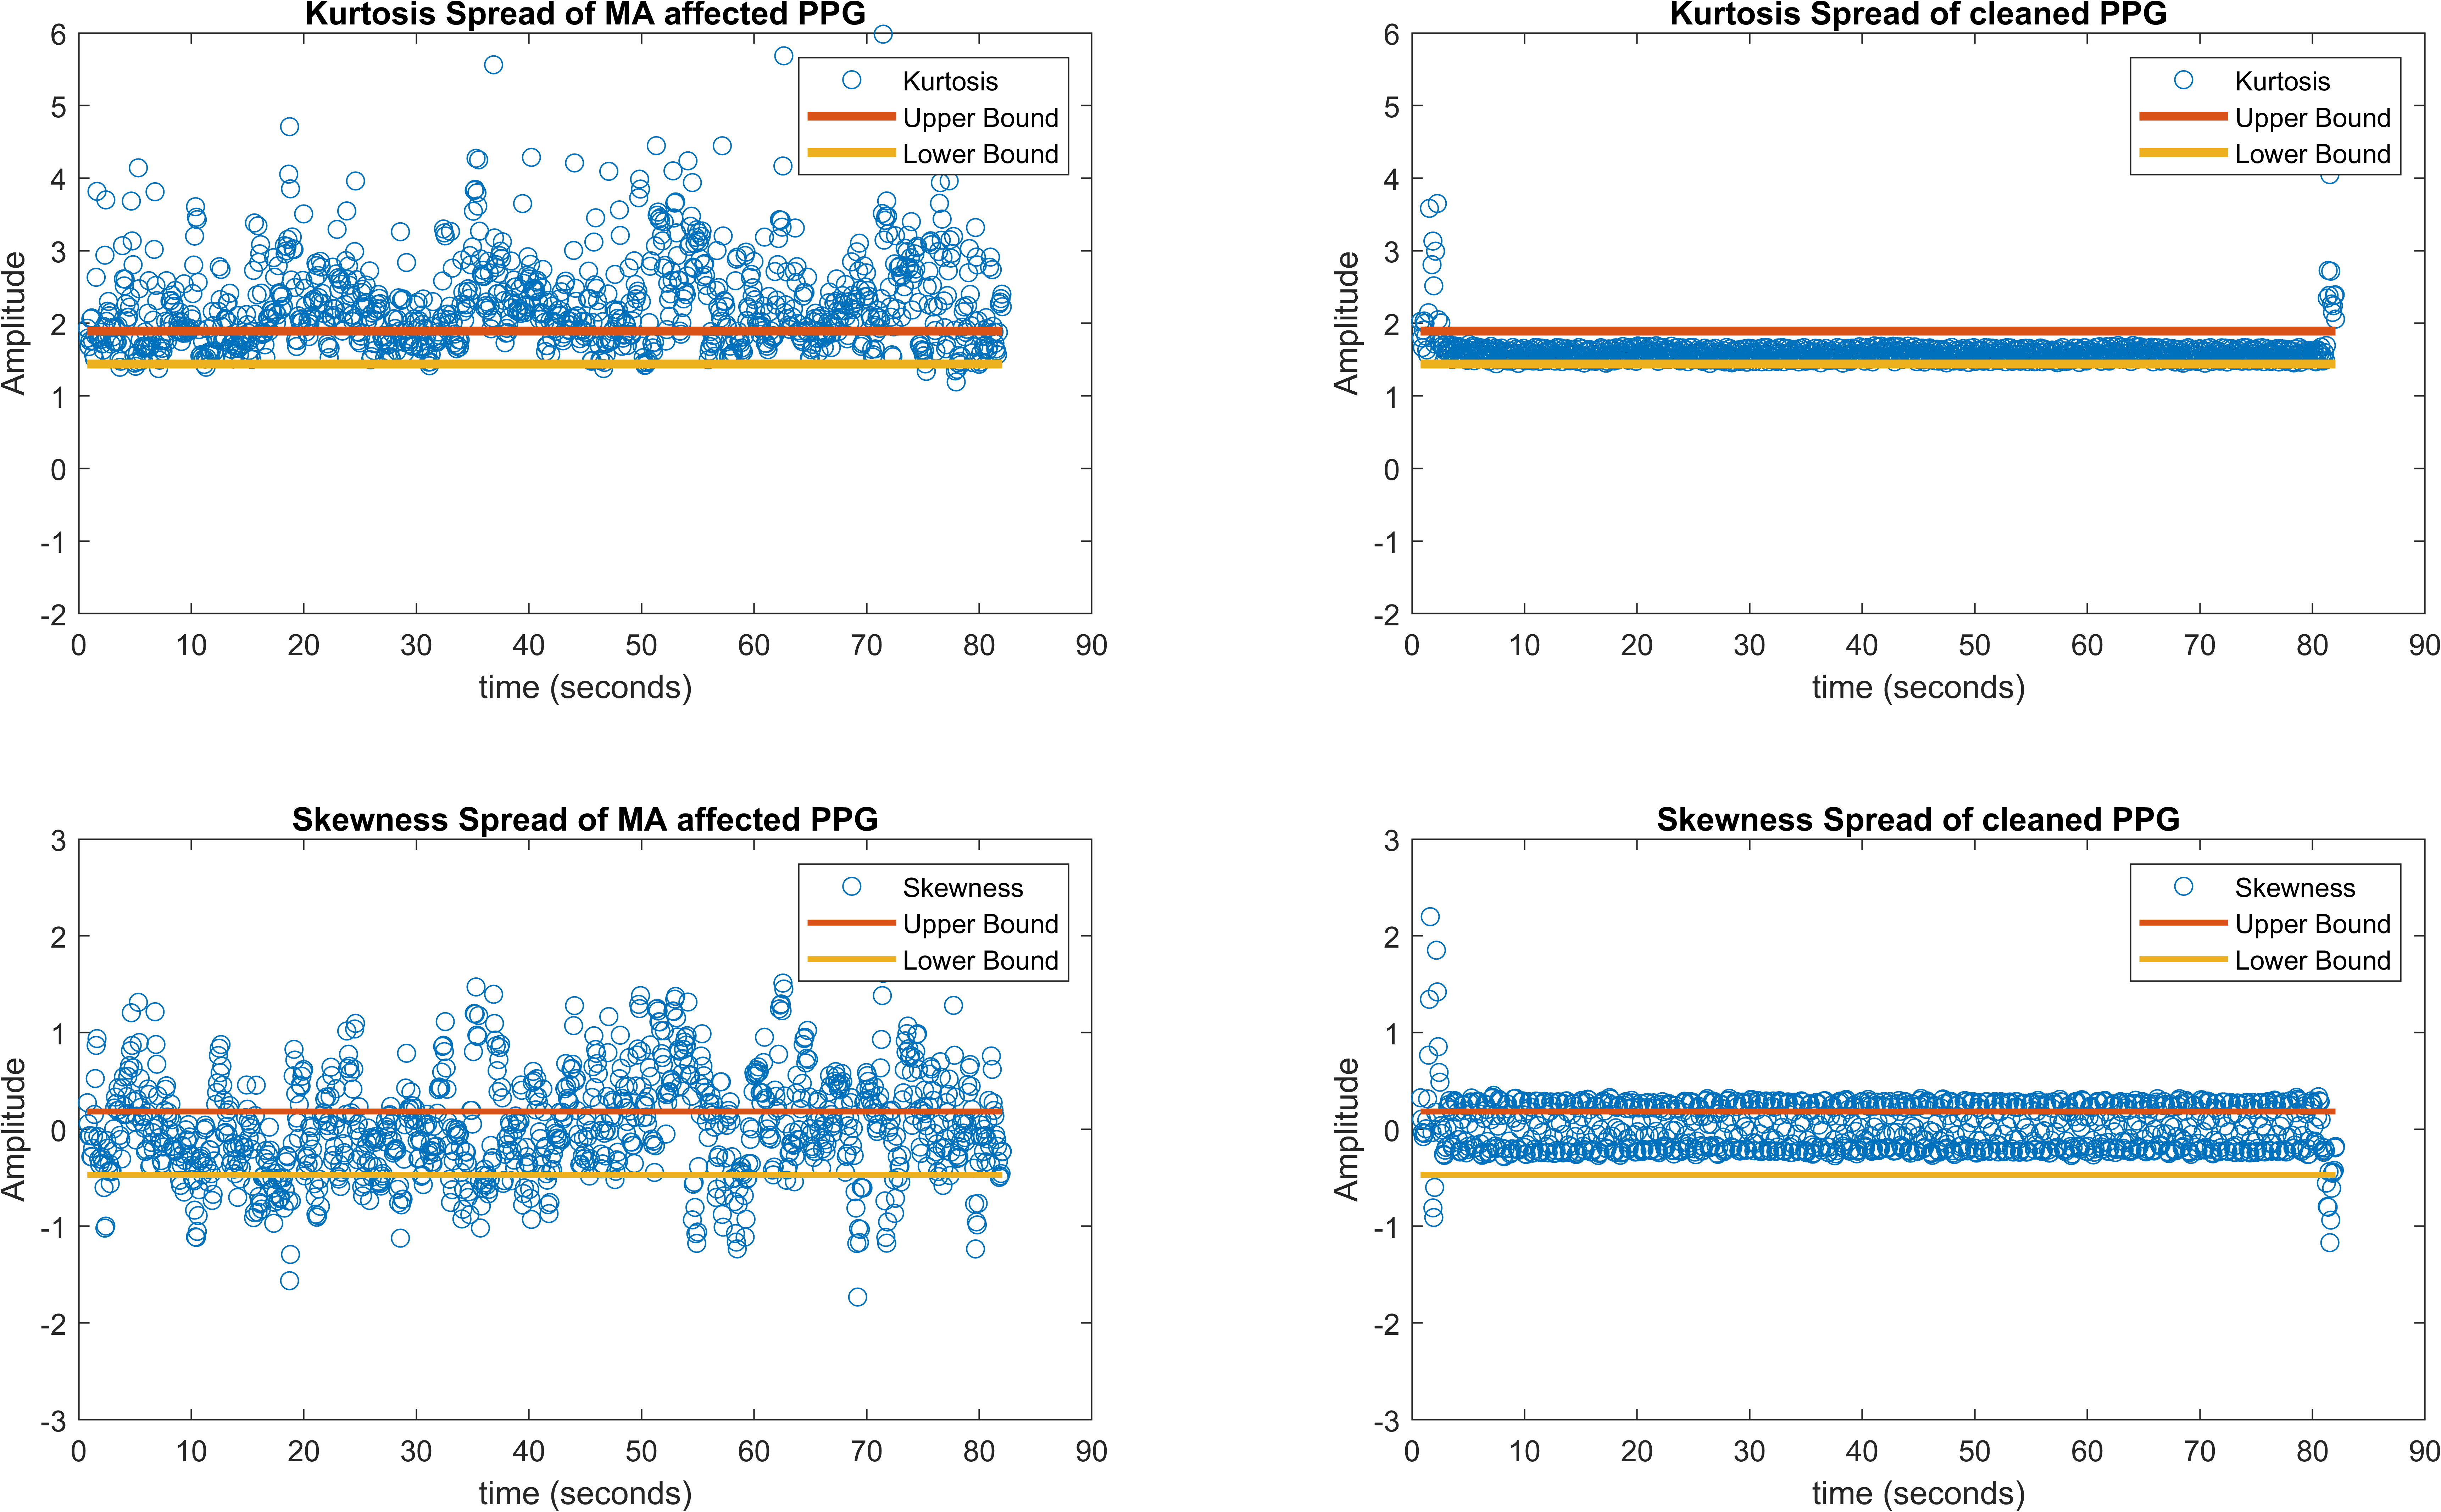 Kurtosis Spread of MA affected PPG
6
5
4
3
2
1
0
-1
-2
Amplitude
Kurtosis
Upper Bound
Lower Bound
0 10 20 30 40 50 60 70 80 90
time (seconds)
Kurtosis Spread of cleaned PPG
6
5
4
3
2
1
0
-1
-2
Amplitude
Kurtosis
Upper Bound
Lower Bound
0 10 20 30 40 50 60 70 80 90
time (seconds)
Skewness Spread of MA affected PPG
3
2
1
0
-1
-2
-3
Amplitude
Skewness
Upper Bound
Lower Bound
0 10 20 30 40 50 60 70 80 90
time (seconds)
Skewness Spread of cleaned PPG
3
2
1
0
-1
-2
-3
Amplitude
Skewness
Upper Bound
Lower Bound
0 10 20 30 40 50 60 70 80 90
time (seconds)